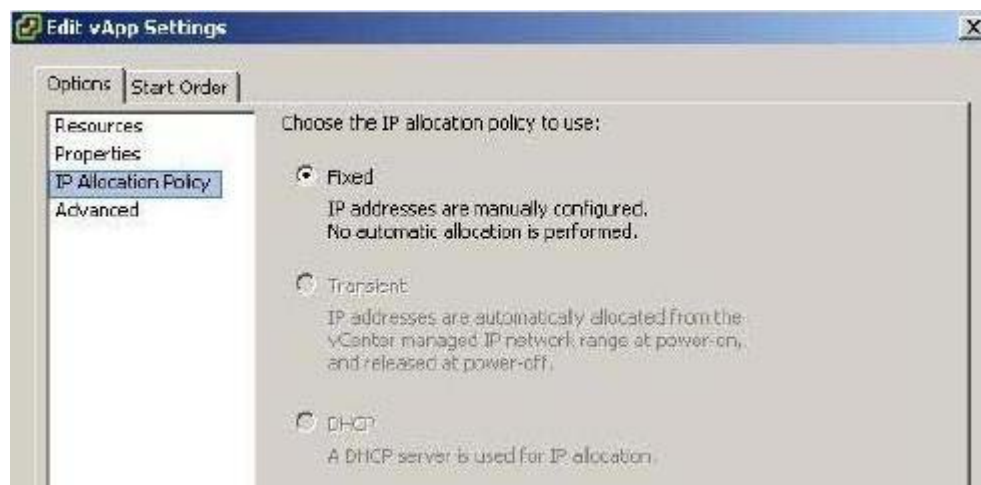 Edit vApp Settings
X
Options
Start Order
Resources
Properties
IP Allocation Policy
Advanced
Choose the IP allocation policy to use:
Fixed
IP addresses are manually configured.
No automatic allocation is performed.
Transient
IP addresses are automatically allocated from the
vCenter managed IP network range at power-on,
and released at power-off.
DHCP
A DHCP server is used for IP allocation.